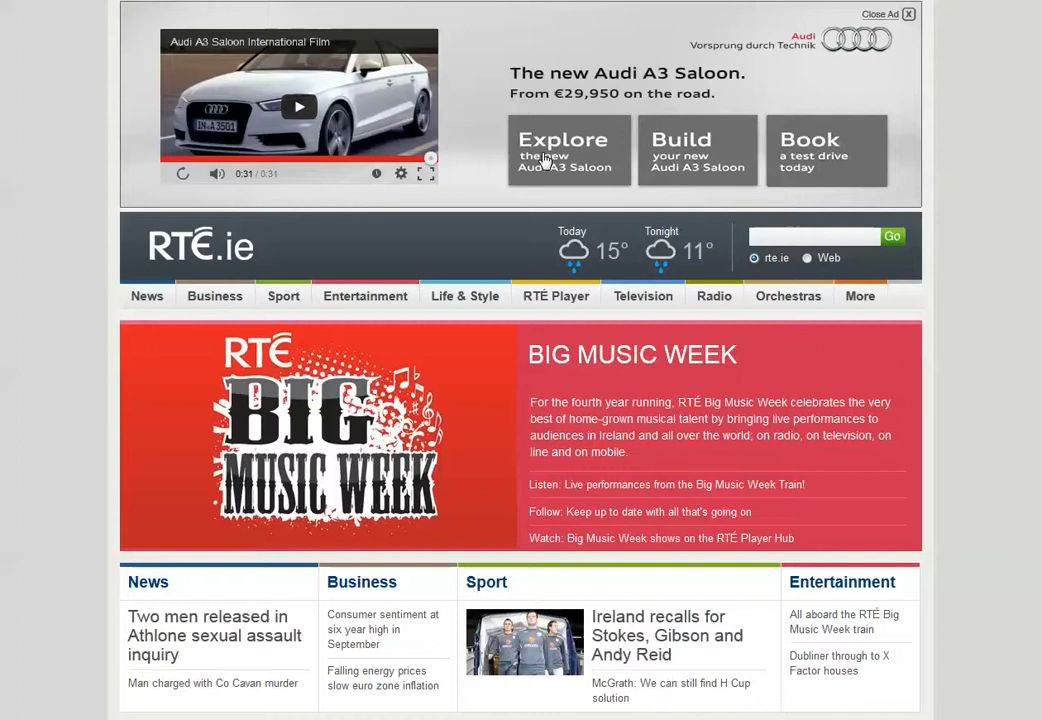 Close Ad X
Audi A3 Saloon International Film
Audi
Vorsprung durch Technik
The new Audi A3 Saloon.
From €29,950 on the road.
Explore
the new
Audi A3 Saloon
Build
your new
Audi A3 Saloon
Book
a test drive
today
0:31 / 0:31
RTÉ.ie
Today
15°
Tonight
11°
Go
rte.ie Web
News Business Sport Entertainment Life & Style RTÉ Player Television Radio Orchestras More
RTÉ
BIG
MUSIC WEEK
BIG MUSIC WEEK
For the fourth year running, RTÉ Big Music Week celebrates the very
best of home-grown musical talent by bringing live performances to
audiences in Ireland and all over the world; on radio, on television, on
line and on mobile.
Listen: Live performances from the Big Music Week Train!
Follow: Keep up to date with all that's going on
Watch: Big Music Week shows on the RTÉ Player Hub
News
Two men released in
Athlone sexual assault
inquiry
Man charged with Co Cavan murder
Business
Consumer sentiment at
six year high in
September
Falling energy prices
slow euro zone inflation
Sport
Ireland recalls for
Stokes, Gibson and
Andy Reid
McGrath: We can still find H Cup
solution
Entertainment
All aboard the RTÉ Big
Music Week train
Dubliner through to X
Factor houses